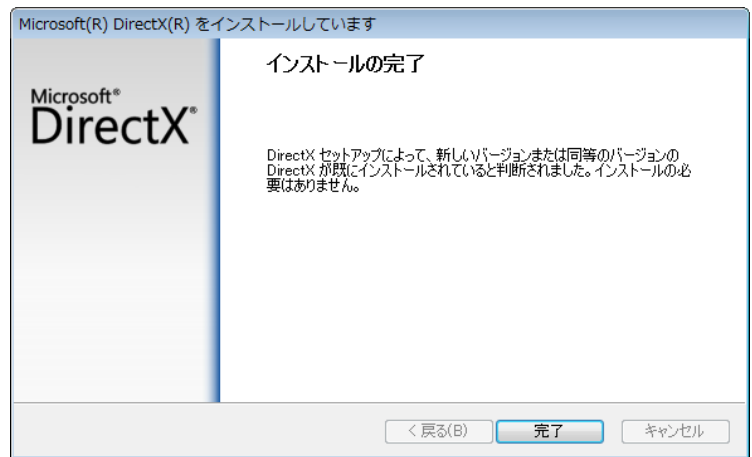 Microsoft(R) DirectX(R) をインストールしています
インストールの完了
Microsoft®
DirectX®
DirectX セットアップによって、新しいバージョンまたは同等のバージョンの
DirectX が既にインストールされていると判断されました。インストールの必
要はありません。
< 戻る(B)
完了
キャンセル